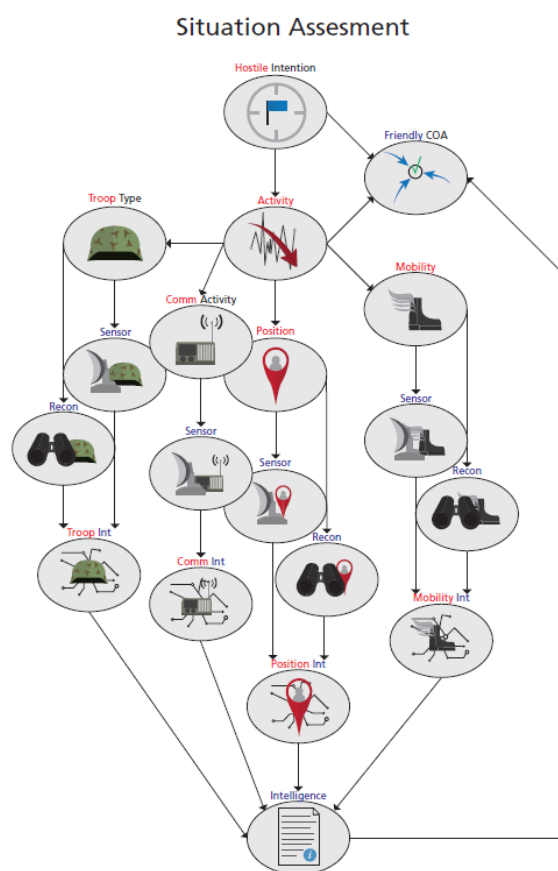 Situation Assesment
Hostile Intention
Friendly COA
Troop Type
Activity
Mobility
Comm Activity
Sensor
Position
Recon
Sensor
Sensor
Sensor
Recon
Troop Int
Recon
Comm Int
Mobility Int
Position Int
Intelligence
i